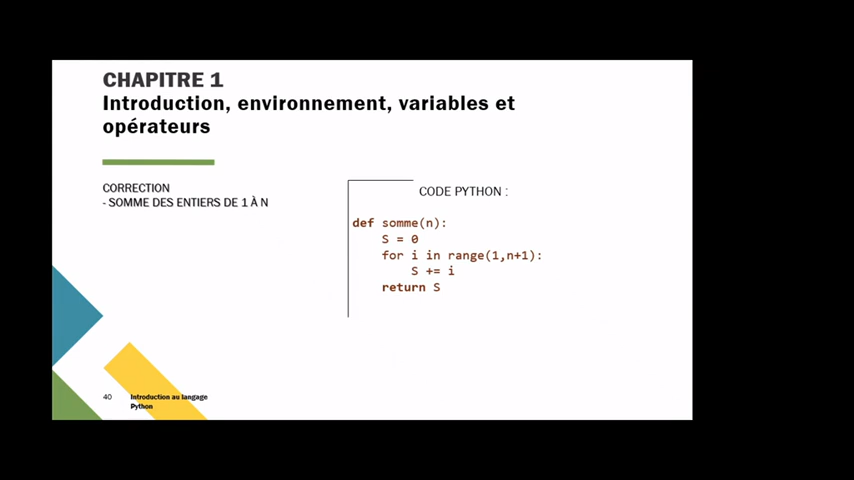 CHAPITRE 1
Introduction, environnement, variables et
opérateurs
CORRECTION
- SOMME DES ENTIERS DE 1 À N
CODE PYTHON :
def somme(n):
    S = 0
    for i in range(1,n+1):
        S += i
    return S
40
Introduction au langage
Python